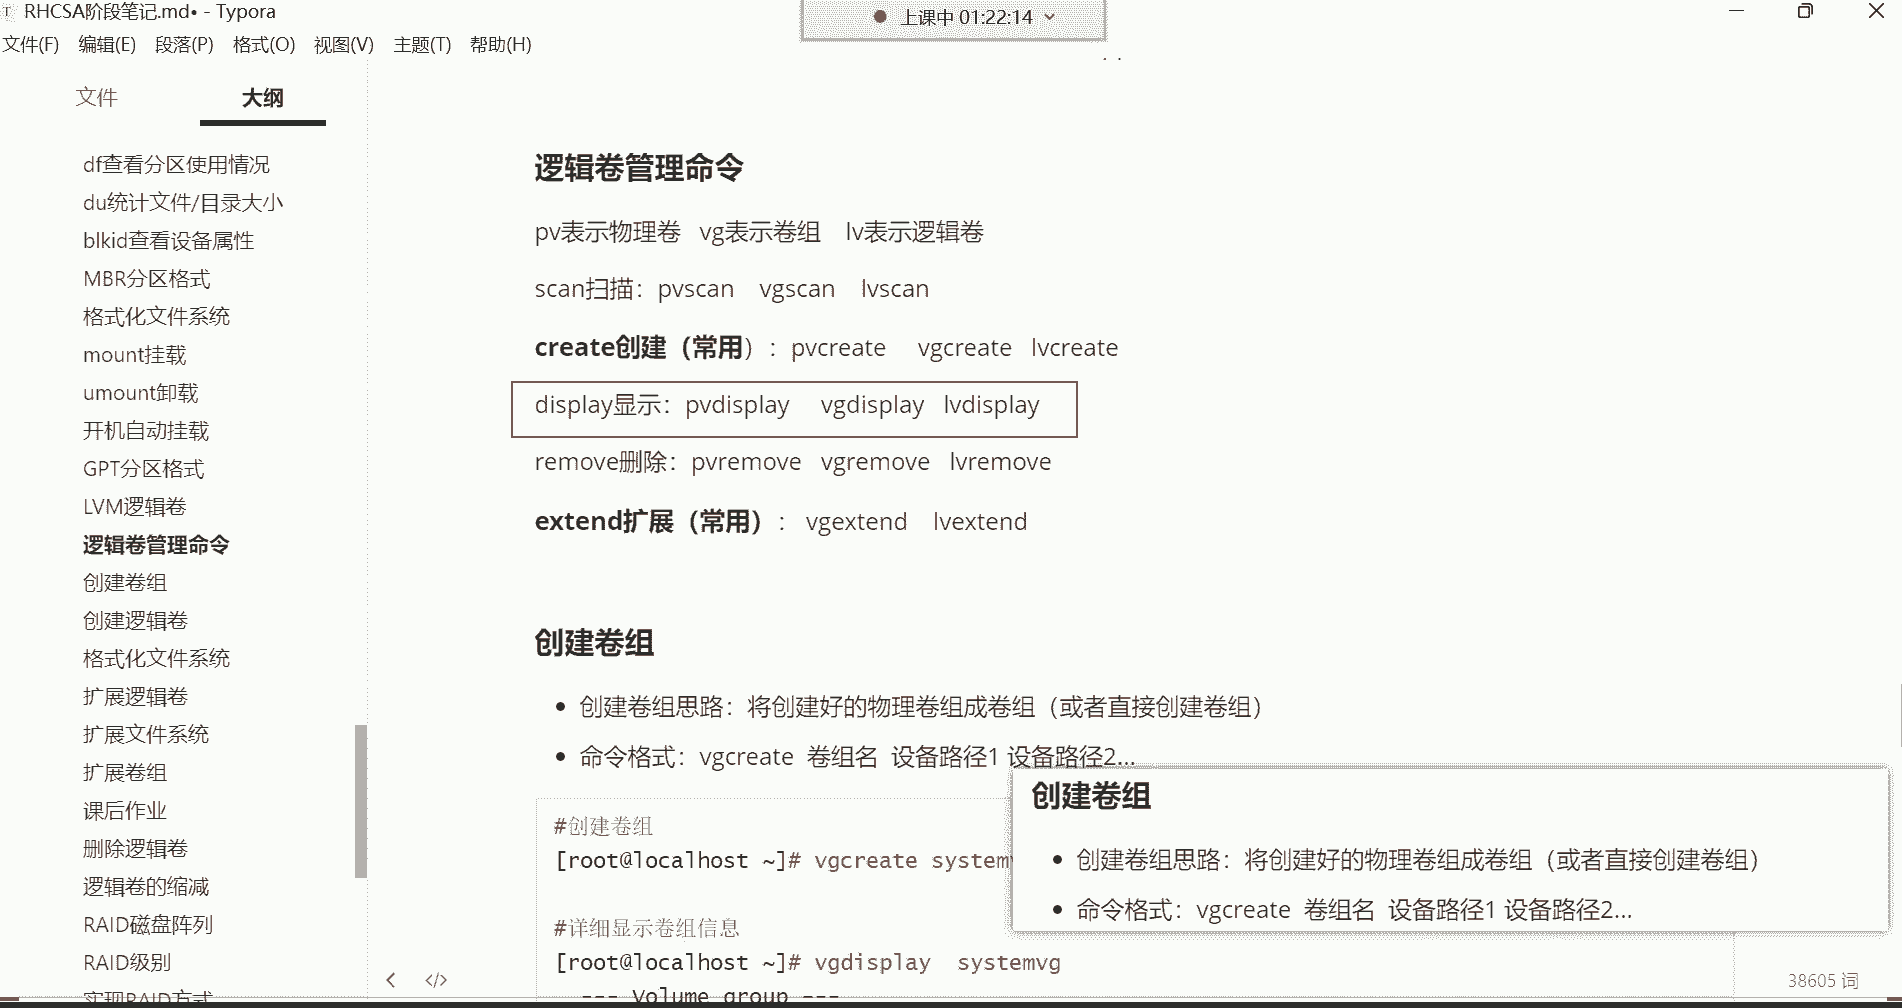 RHCSA阶段笔记.md• - Typora
上课中 01:22:14
文件(F) 编辑(E) 段落(P) 格式(O) 视图(V) 主题(T) 帮助(H)
文件 大纲
df查看分区使用情况
du统计文件/目录大小
blkid查看设备属性
MBR分区格式
格式化文件系统
mount挂载
umount卸载
开机自动挂载
GPT分区格式
LVM逻辑卷
逻辑卷管理命令
创建卷组
创建逻辑卷
格式化文件系统
扩展逻辑卷
扩展文件系统
扩展卷组
课后作业
删除逻辑卷
逻辑卷的缩减
RAID磁盘阵列
RAID级别
实现RAID方式
逻辑卷管理命令
pv表示物理卷 vg表示卷组 lv表示逻辑卷
scan扫描：pvscan vgscan lvscan
create创建（常用）：pvcreate vgcreate lvcreate
display显示：pvdisplay vgdisplay lvdisplay
remove删除：pvremove vgremove lvremove
extend扩展（常用）： vgextend lvextend
创建卷组
• 创建卷组思路：将创建好的物理卷组成卷组（或者直接创建卷组）
• 命令格式：vgcreate 卷组名 设备路径1 设备路径2...
#创建卷组
[root@localhost ~]# vgcreate system
#详细显示卷组信息
[root@localhost ~]# vgdisplay systemvg
--- Volume group ---
创建卷组
• 创建卷组思路：将创建好的物理卷组成卷组（或者直接创建卷组）
• 命令格式：vgcreate 卷组名 设备路径1 设备路径2...
38605 词